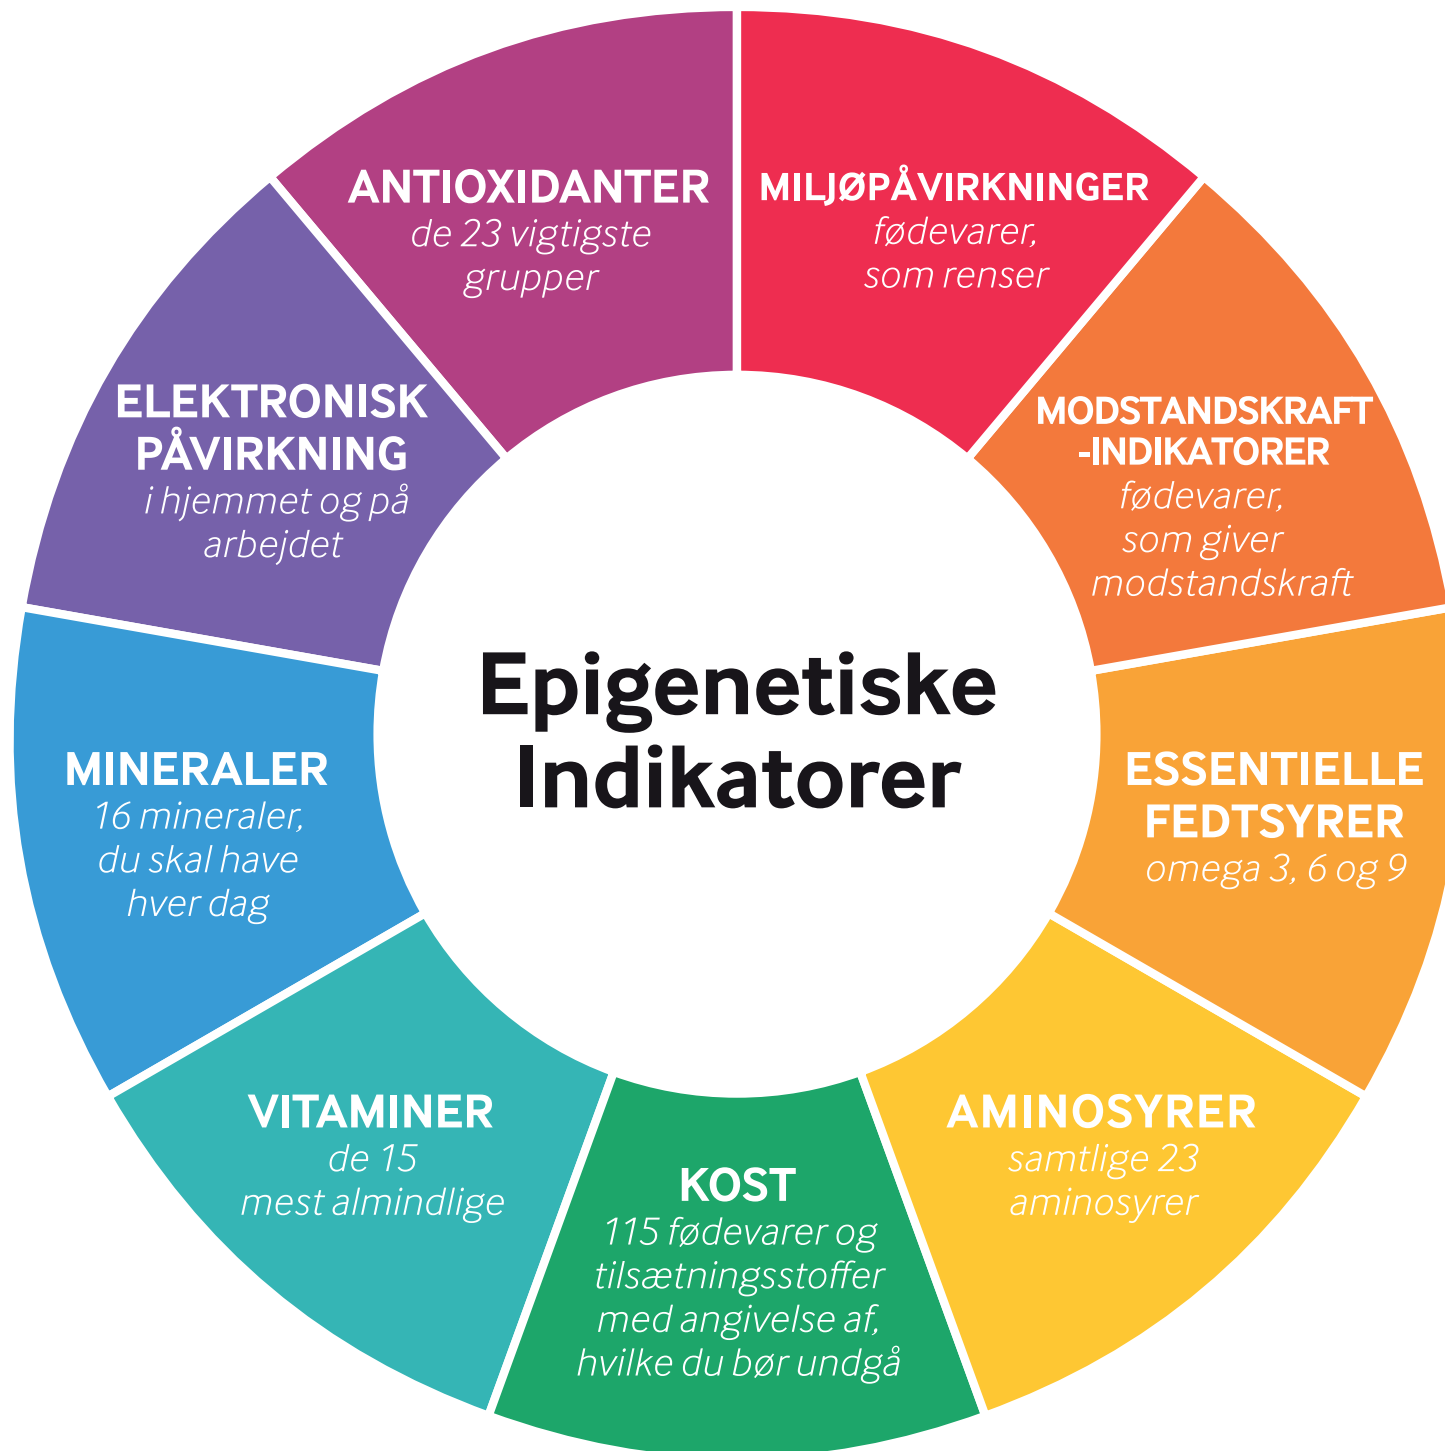 ANTIOXIDANTER
de 23 vigtigste
grupper
MILJØPÅVIRKNINGER
fødevarer,
som renser
MODSTANDSKRAFT
-INDIKATORER
fødevarer,
som giver
modstandskraft
ESSENTIELLE
FEDTSYRER
omega 3, 6 og 9
AMINOSYRER
samtlige 23
aminosyrer
KOST
115 fødevarer og
tilsætningsstoffer
med angivelse af,
hvilke du bør undgå
VITAMINER
de 15
mest almindlige
MINERALER
16 mineraler,
du skal have
hver dag
ELEKTRONISK
PÅVIRKNING
i hjemmet og på
arbejdet
Epigenetiske
Indikatorer